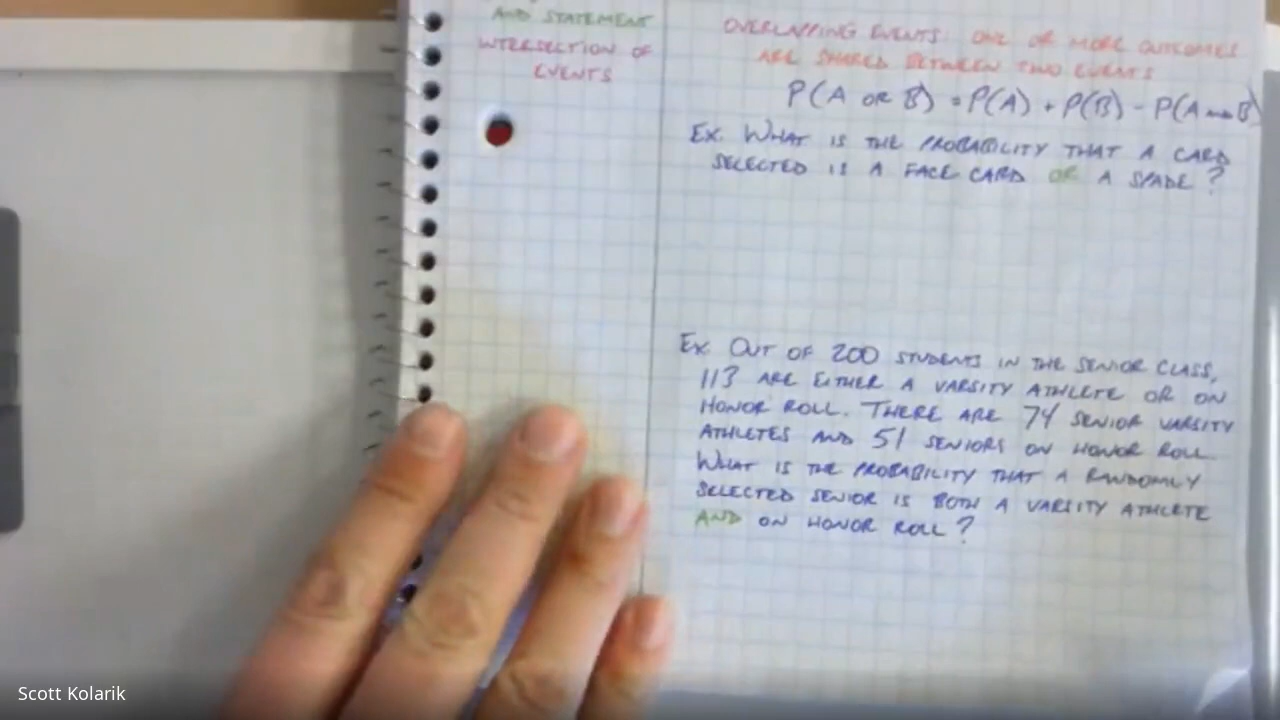 AND STATEMENT
INTERSECTION OF
EVENTS
OVERLAPPING EVENTS: ONE OR MORE OUTCOMES
ARE SHARED BETWEEN TWO EVENTS
P(A OR B) = P(A) + P(B) - P(A AND B)
EX. WHAT IS THE PROBABILITY THAT A CARD
SELECTED IS A FACE CARD OR A SPADE?
EX. OUT OF 200 STUDENTS IN THE SENIOR CLASS,
113 ARE EITHER A VARSITY ATHLETE OR ON
HONOR ROLL. THERE ARE 74 SENIOR VARSITY
ATHLETES AND 51 SENIORS ON HONOR ROLL.
WHAT IS THE PROBABILITY THAT A RANDOMLY
SELECTED SENIOR IS BOTH A VARSITY ATHLETE
AND ON HONOR ROLL?
Scott Kolarik